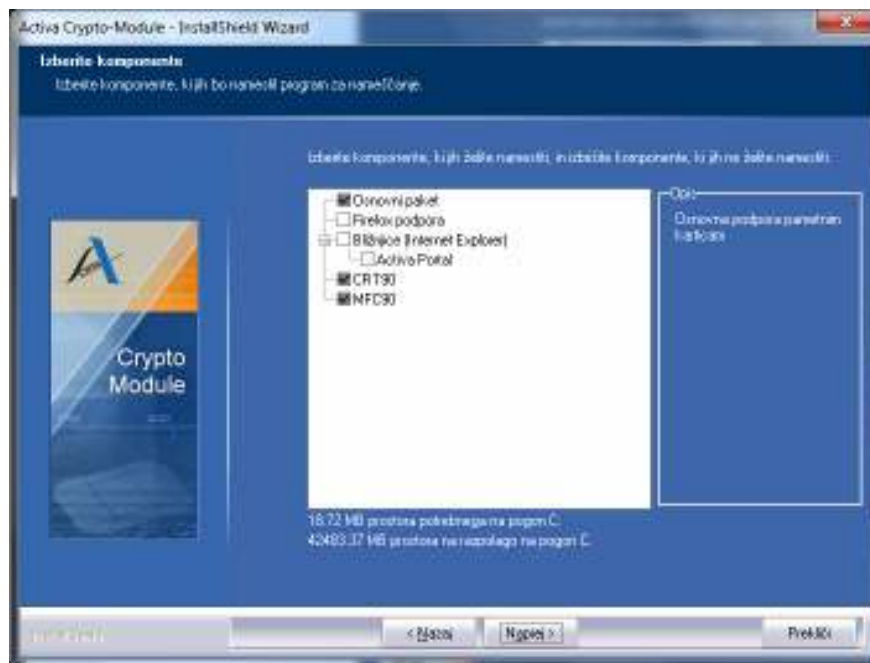 Activa Crypto-Module - InstallShield Wizard
Izberite komponente
Izberite komponente, ki jih bo namestil program za nameščanje.
Izberite komponente, ki jih želite namestiti, in izbrišite komponente, ki jih ne želite namestiti.
Osnovni paket
Firefox podpora
Bližnjice (Internet Explorer)
Activa Portal
CRT90
MFC90
Opis
Osnovna podpora pametnim karticam
Crypto
Module
18.72 MB prostora potrebnega na pogon C
42483.37 MB prostora na razpolago na pogon C
< Nazaj
Naprej >
Prekliči